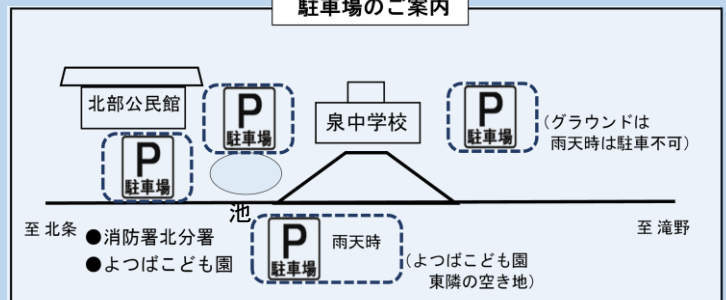 駐車場のご案内
北部公民館
P
駐車場
泉中学校
P
駐車場
(グラウンドは
雨天時は駐車不可)
P
駐車場
池
至 北条
●消防署北分署
●よつばこども園
P
駐車場
雨天時
(よつばこども園
東隣の空き地)
至 滝野